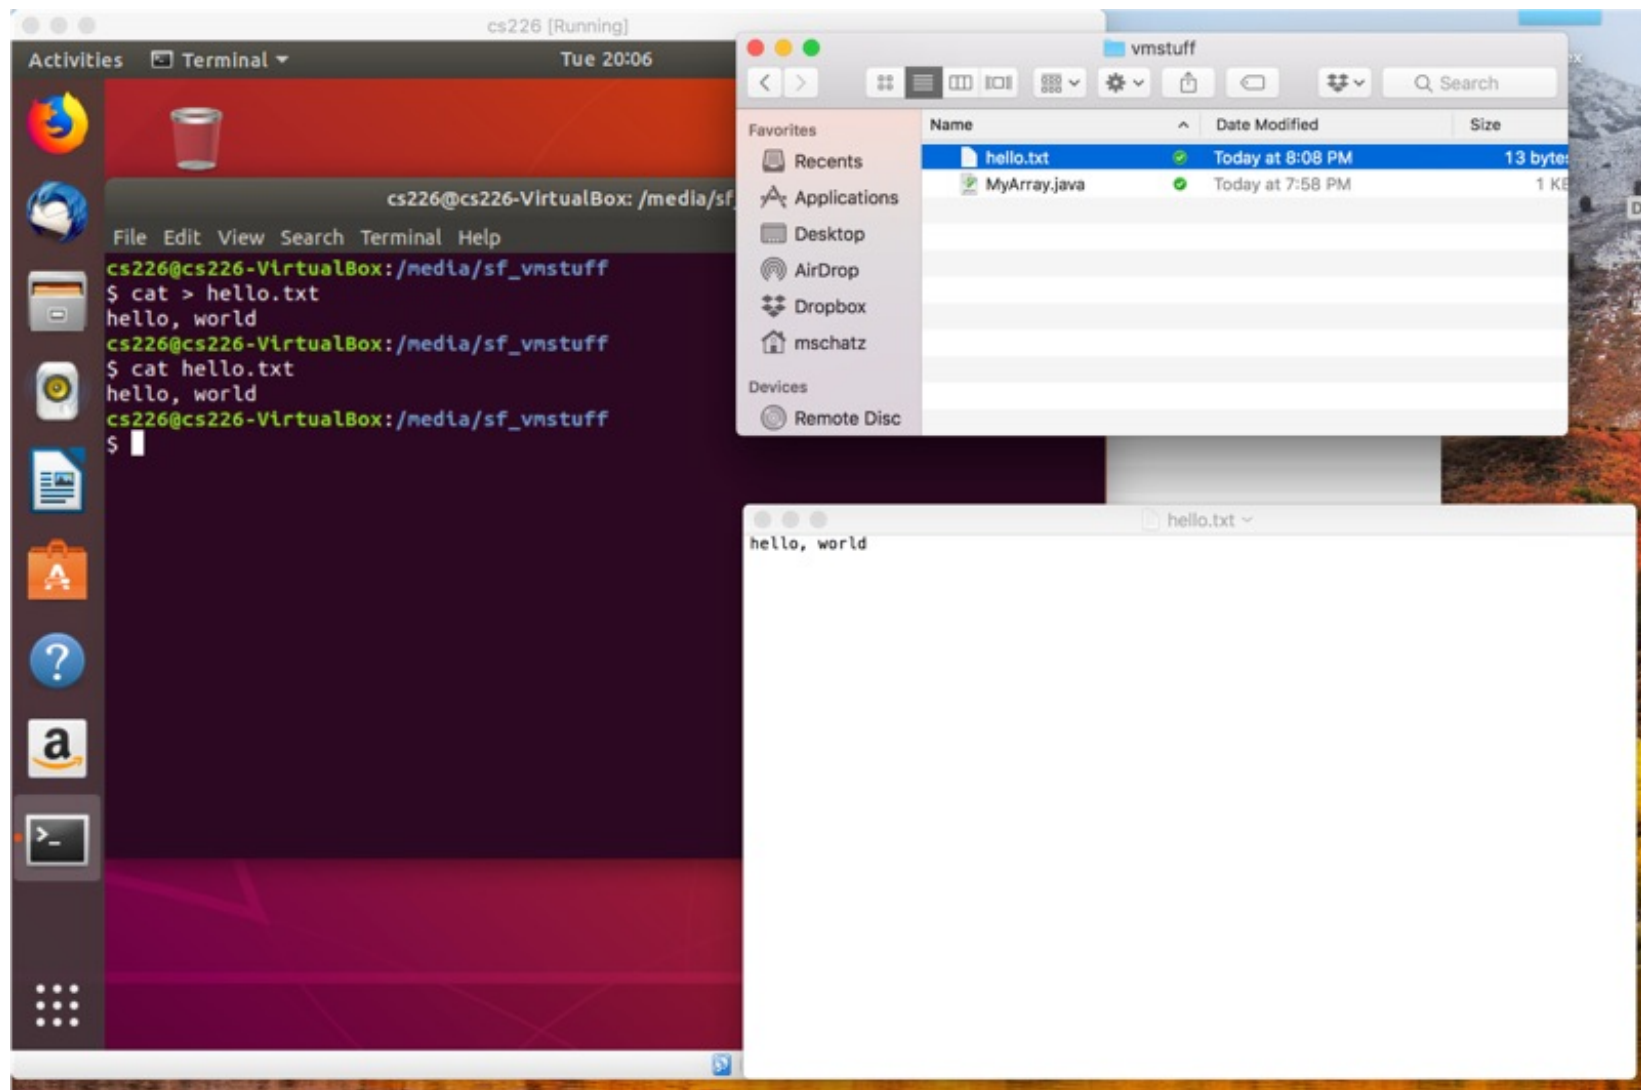 cs226 [Running]
Activities Terminal Tue 20:06
cs226@cs226-VirtualBox: /media/sf_
File Edit View Search Terminal Help
cs226@cs226-VirtualBox:/media/sf_vmstuff
$ cat > hello.txt
hello, world
cs226@cs226-VirtualBox:/media/sf_vmstuff
$ cat hello.txt
hello, world
cs226@cs226-VirtualBox:/media/sf_vmstuff
$
a
vmstuff
Search
Favorites
Recents
Applications
Desktop
AirDrop
Dropbox
mschatz
Devices
Remote Disc
Name Date Modified Size
hello.txt Today at 8:08 PM 13 bytes
MyArray.java Today at 7:58 PM 1 KB
hello.txt
hello, world